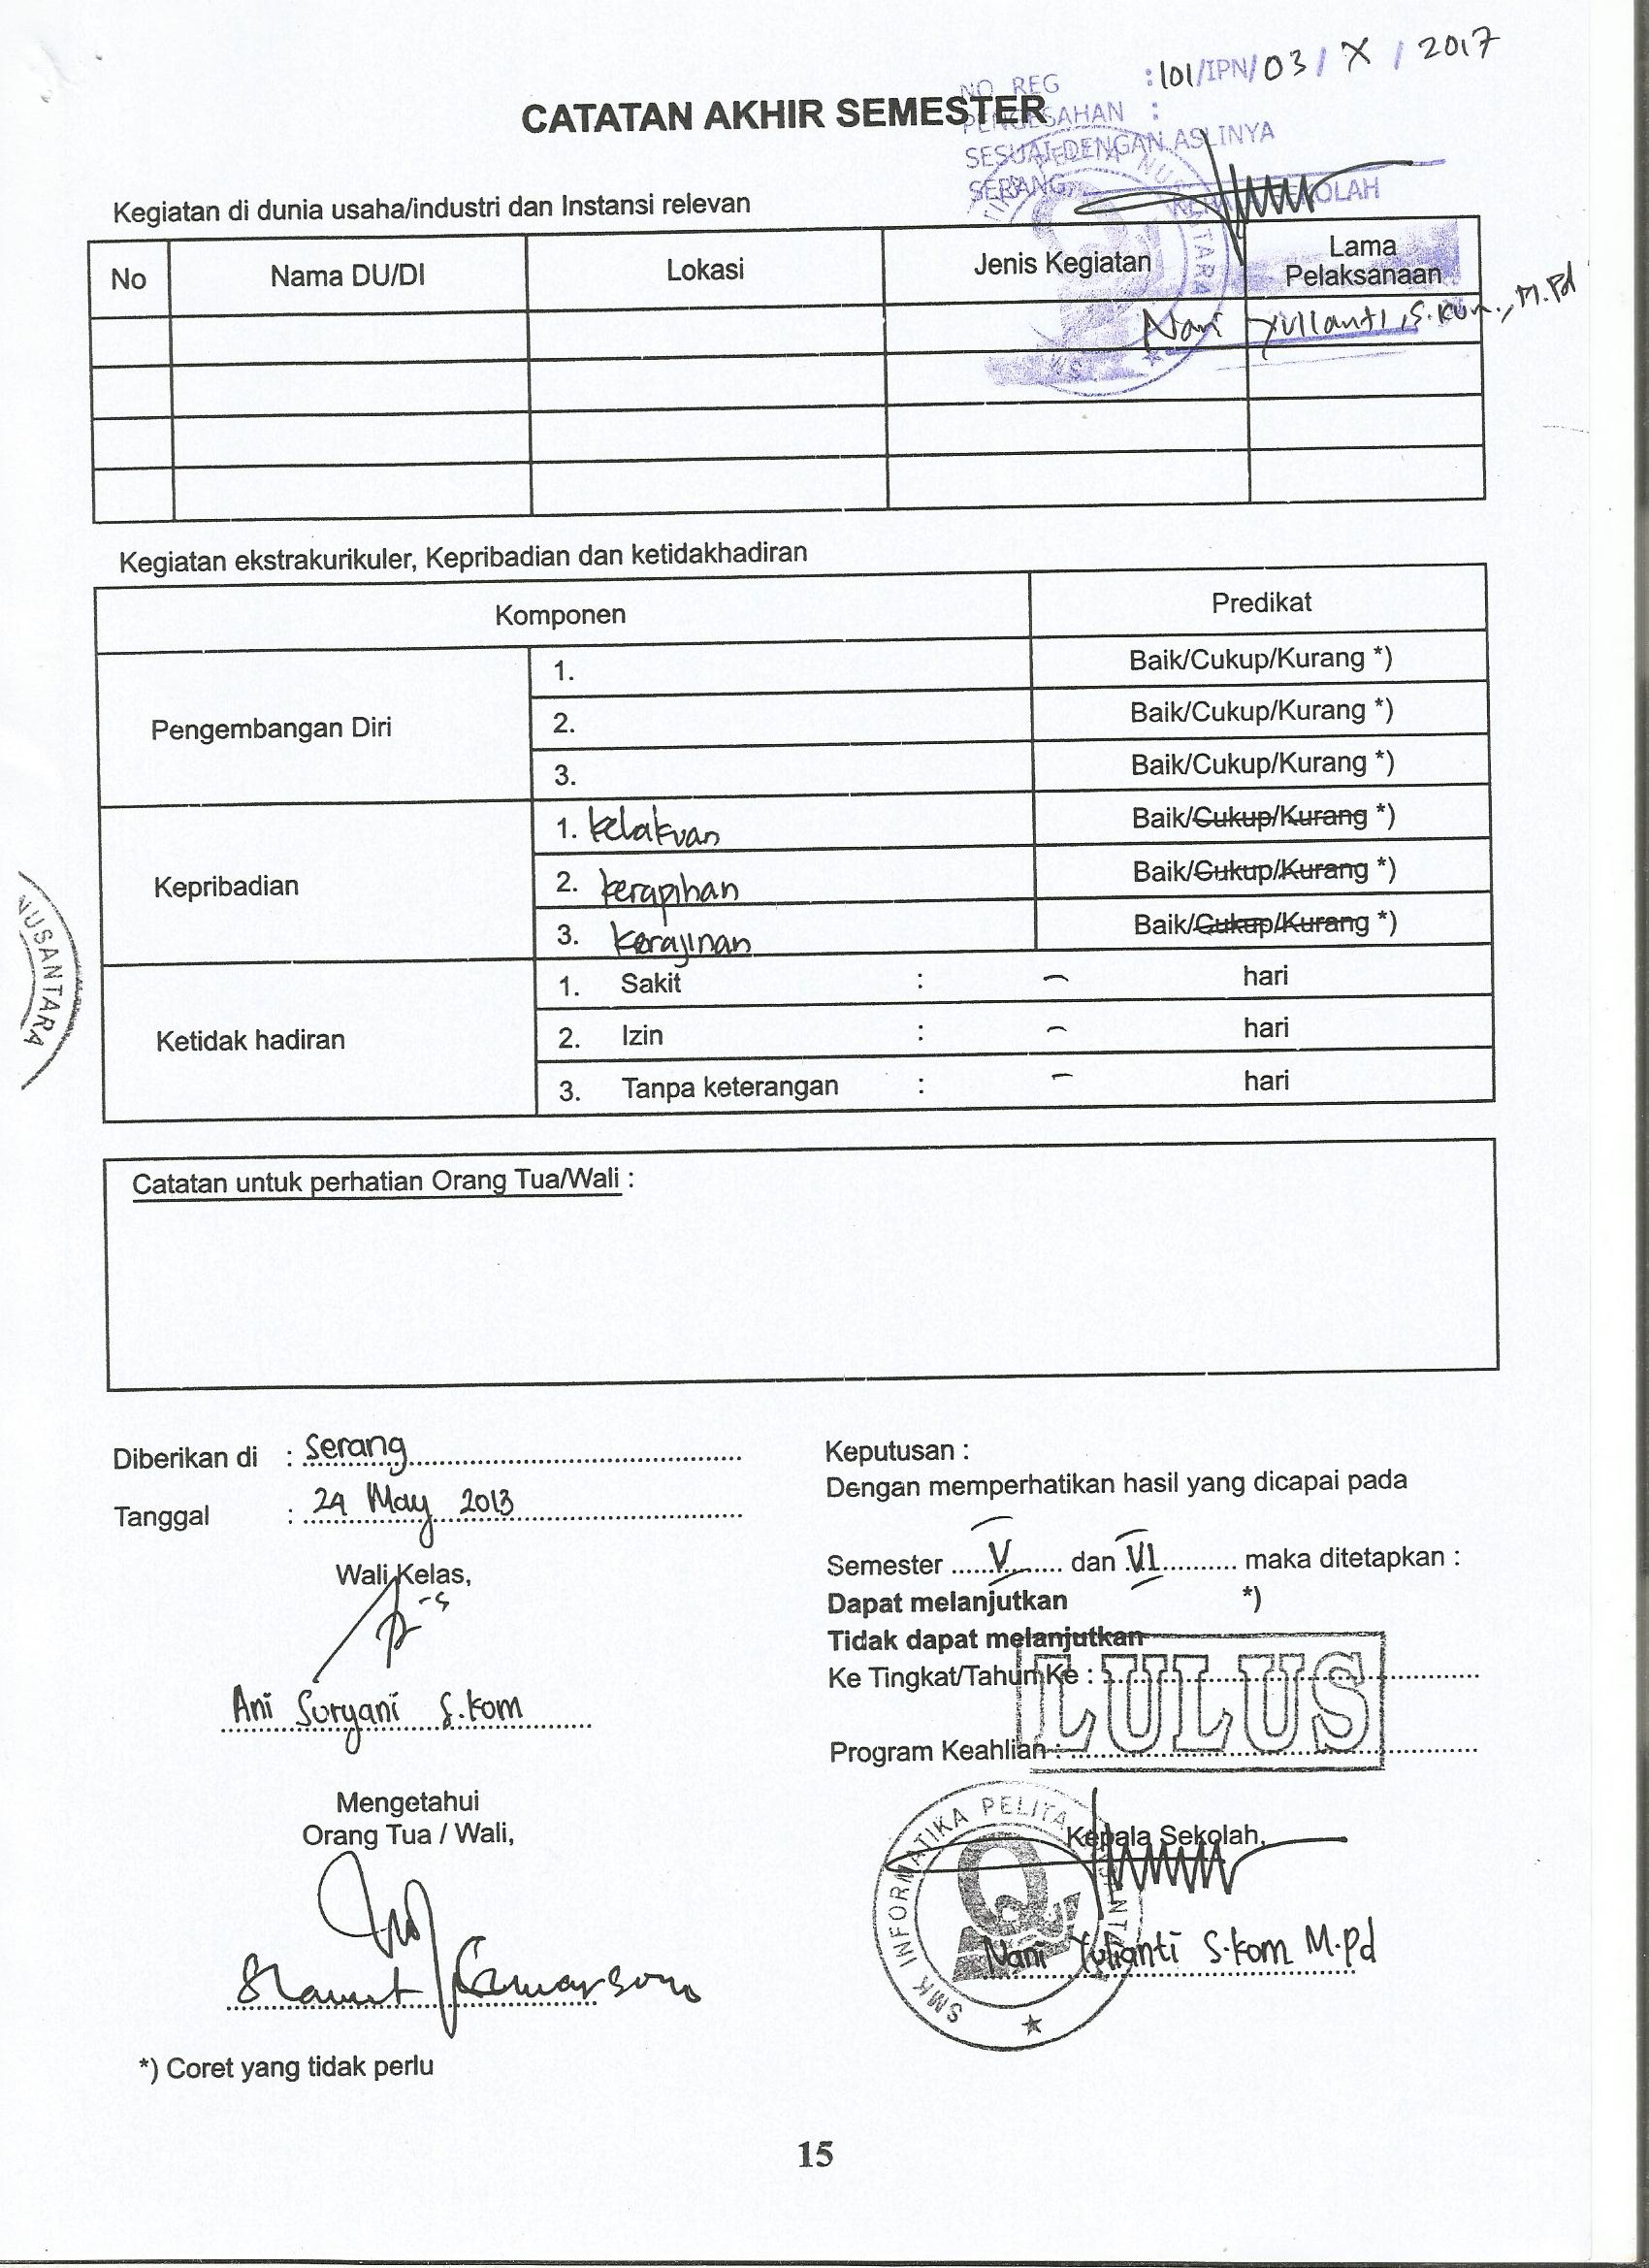 NO REG : 101/IPN/03/X/2017
PENGESAHAN :
SESUAI DENGAN ASLINYA
SERANG
KEPALA SEKOLAH
CATATAN AKHIR SEMESTER
Kegiatan di dunia usaha/industri dan Instansi relevan
No Nama DU/DI Lokasi Jenis Kegiatan Lama Pelaksanaan
Nani Yulianti, S.Kom., M.Pd
Kegiatan ekstrakurikuler, Kepribadian dan ketidakhadiran
Komponen Predikat
Pengembangan Diri
1. Baik/Cukup/Kurang *)
2. Baik/Cukup/Kurang *)
3. Baik/Cukup/Kurang *)
Kepribadian
1. kelakuan Baik/Cukup/Kurang *)
2. kerapihan Baik/Cukup/Kurang *)
3. kerajinan Baik/Cukup/Kurang *)
Ketidak hadiran
1. Sakit : - hari
2. Izin : - hari
3. Tanpa keterangan : - hari
NUSANTARA
Catatan untuk perhatian Orang Tua/Wali :
Diberikan di : Serang
Tanggal : 24 May 2013
Wali Kelas,
Ani Suryani S.kom
Mengetahui
Orang Tua / Wali,
Slamet
*) Coret yang tidak perlu
Keputusan :
Dengan memperhatikan hasil yang dicapai pada
Semester V dan VI maka ditetapkan :
Dapat melanjutkan *)
Tidak dapat melanjutkan
Ke Tingkat/Tahun Ke :
LULUS
Program Keahlian :
Kepala Sekolah,
SMK INFORMATIKA PELITA NUSANTARA
Nani Yulianti S.kom M.Pd
15